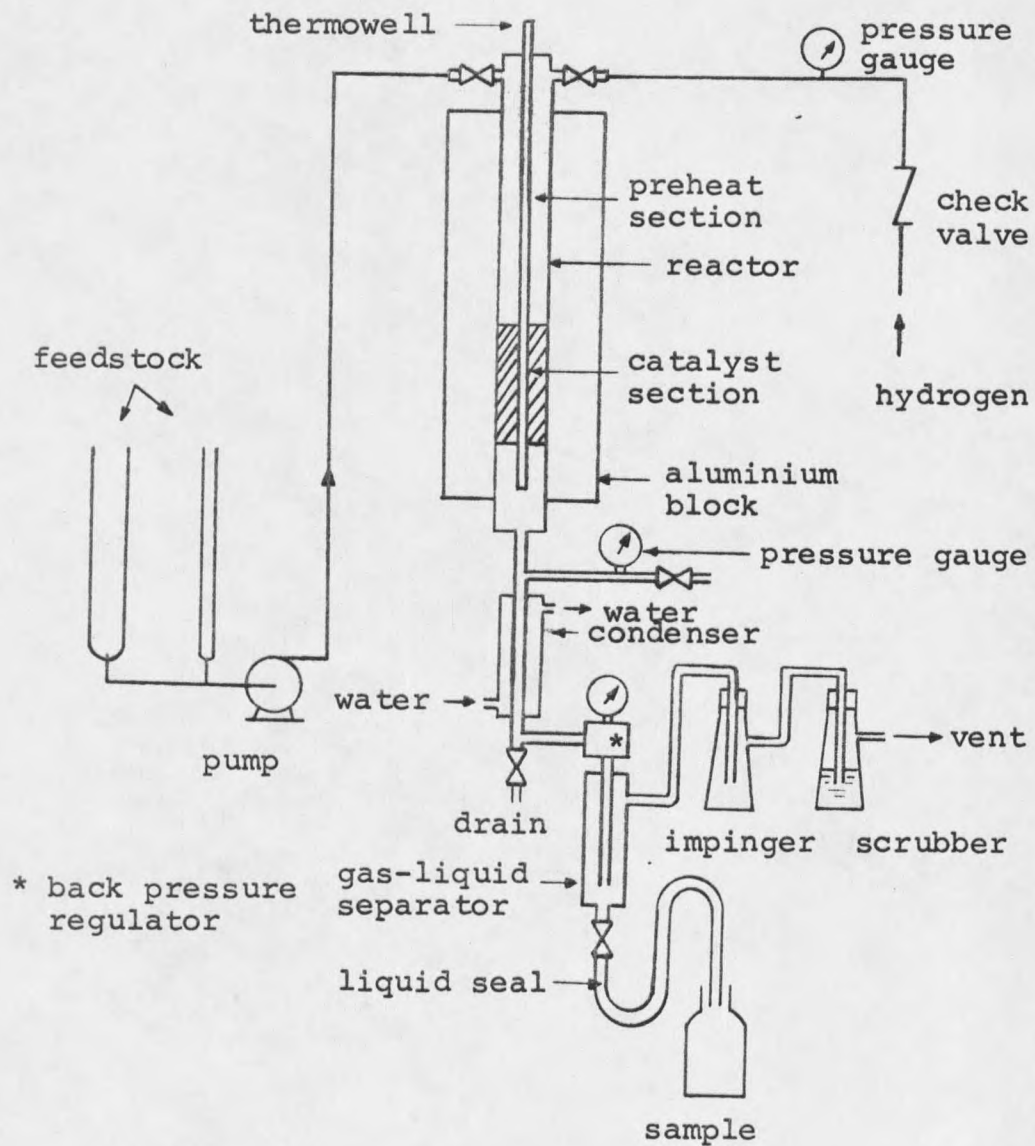 thermowell
pressure
gauge
preheat
section
check
valve
reactor
feedstock
catalyst
section
hydrogen
aluminium
block
pressure gauge
water
condenser
water
pump
*
vent
drain
impinger
scrubber
* back pressure
regulator
gas-liquid
separator
liquid seal
sample